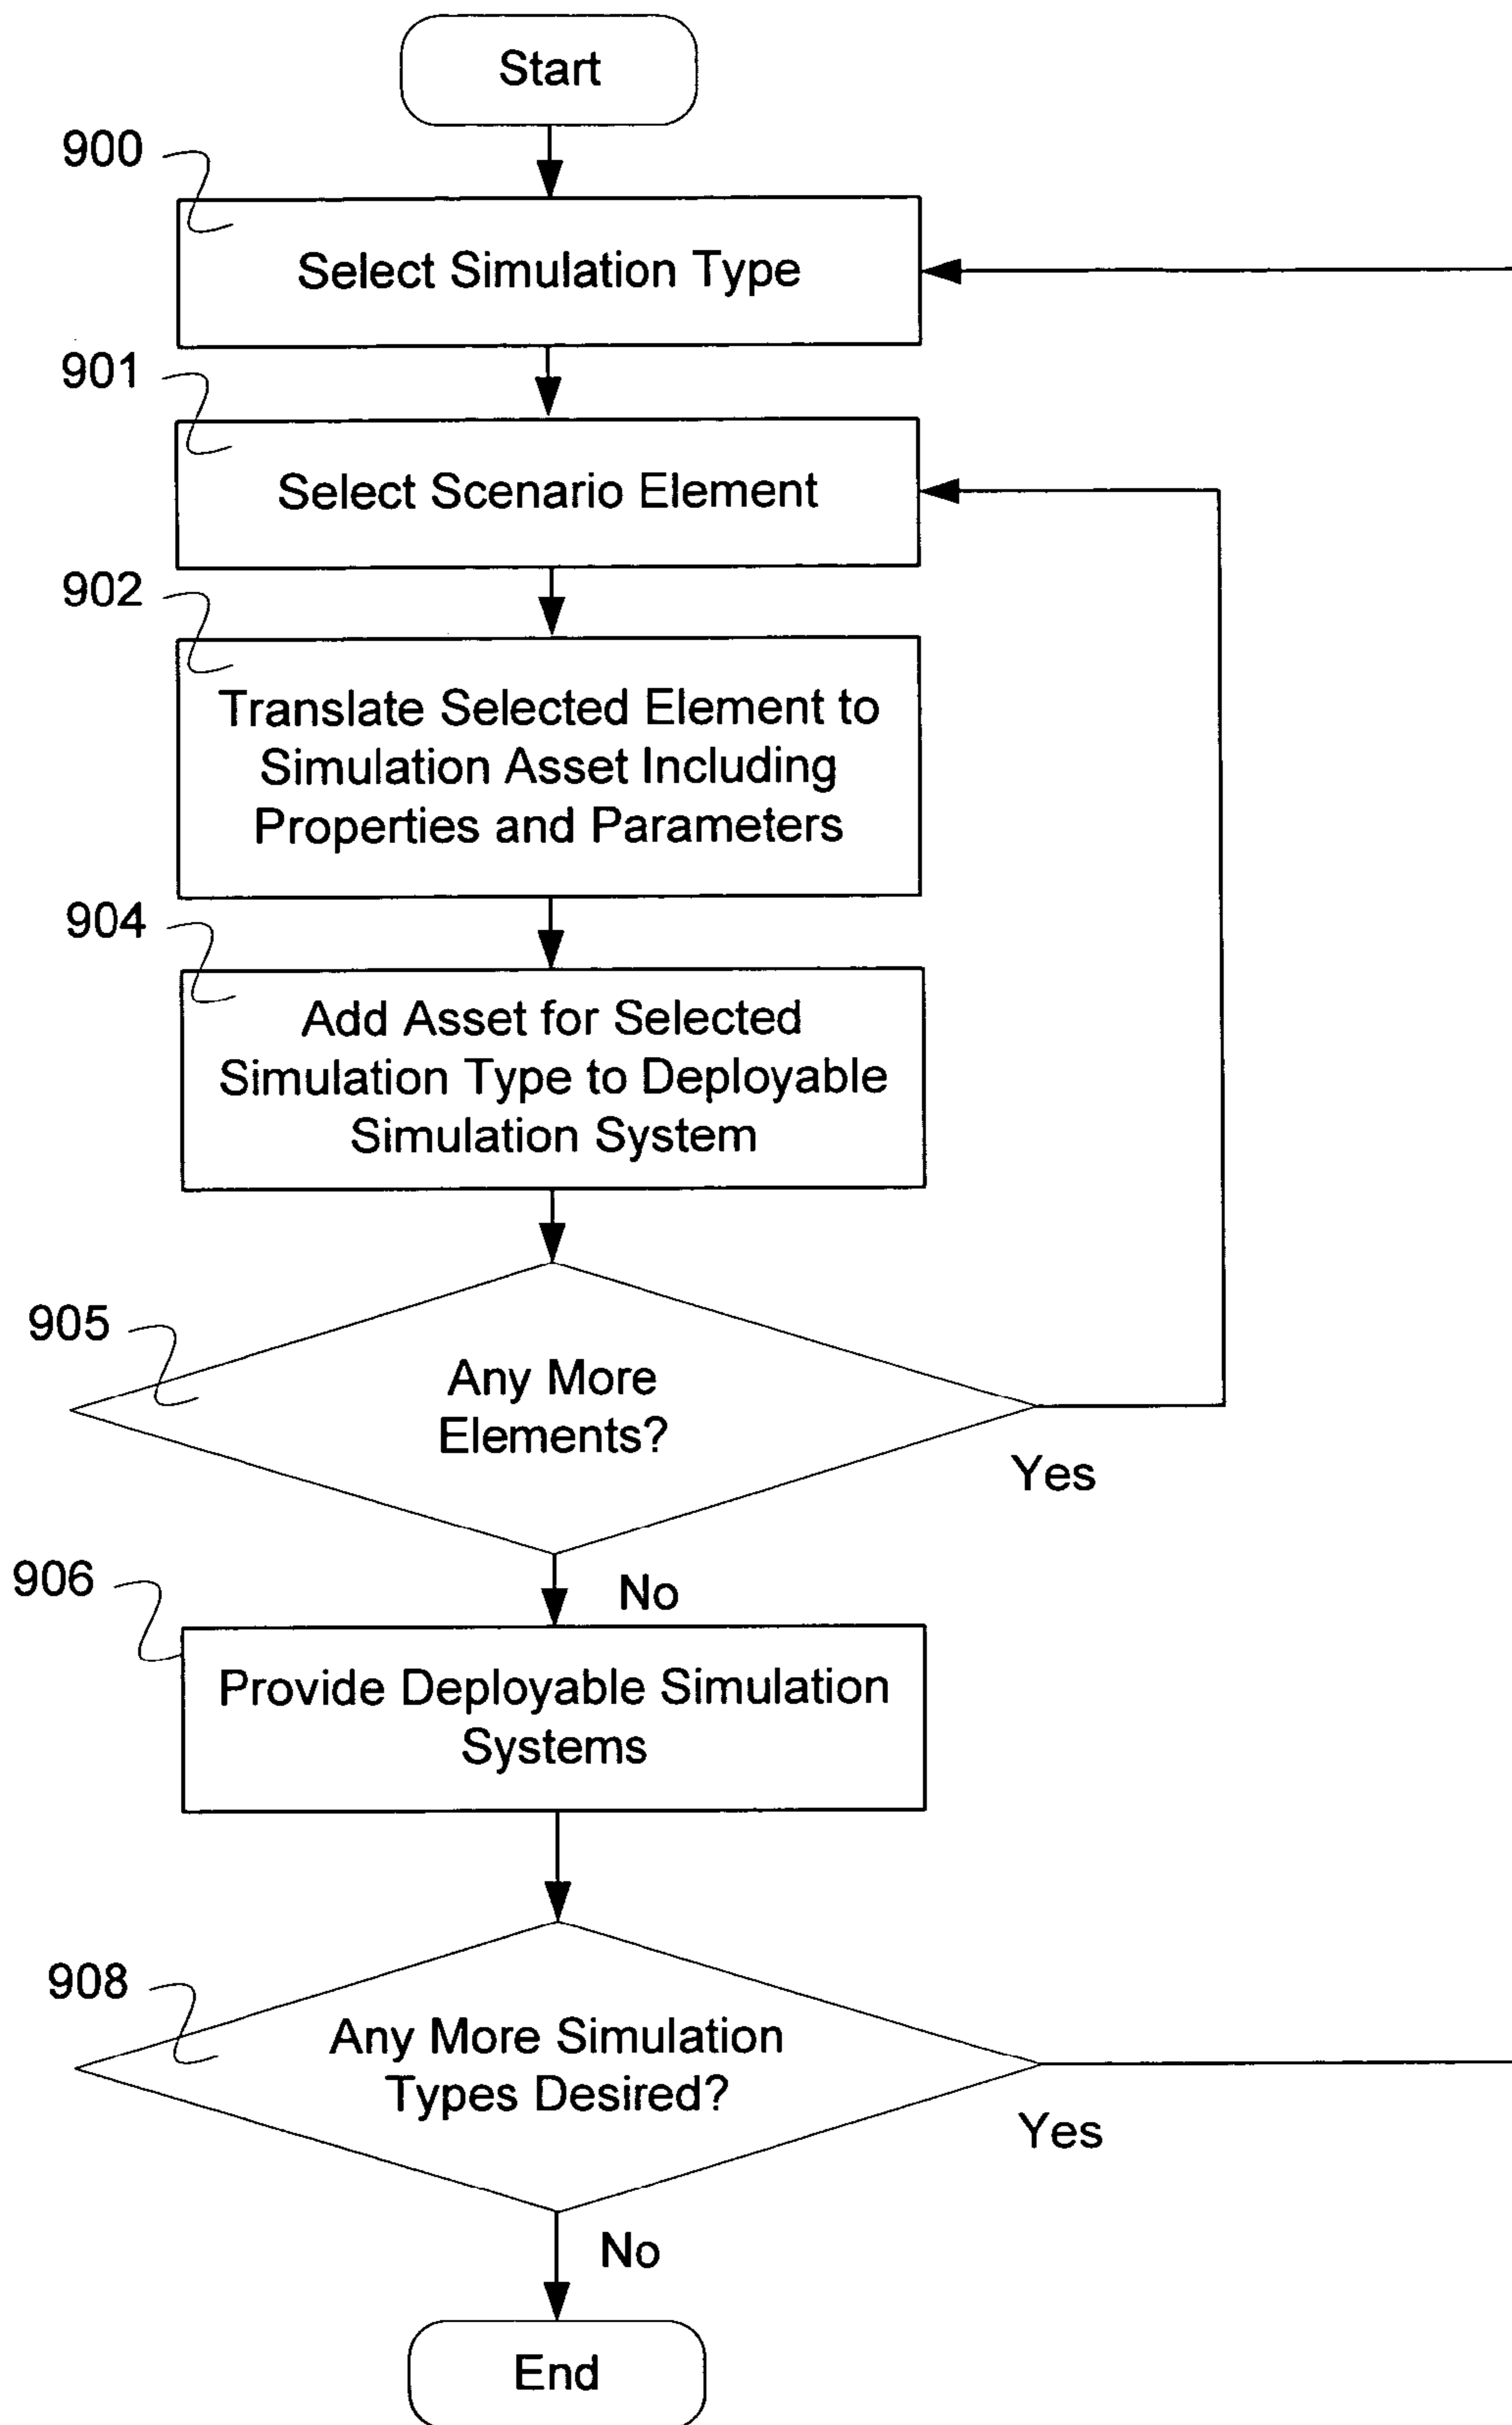 Start
900
Select Simulation Type
901
Select Scenario Element
902
Translate Selected Element to
Simulation Asset Including
Properties and Parameters
904
Add Asset for Selected
Simulation Type to Deployable
Simulation System
905
Any More
Elements?
Yes
No
906
Provide Deployable Simulation
Systems
908
Any More Simulation
Types Desired?
Yes
No
End